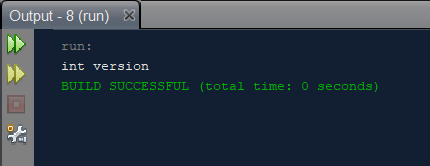 Output - 8 (run)
run:
int version
BUILD SUCCESSFUL (total time: 0 seconds)